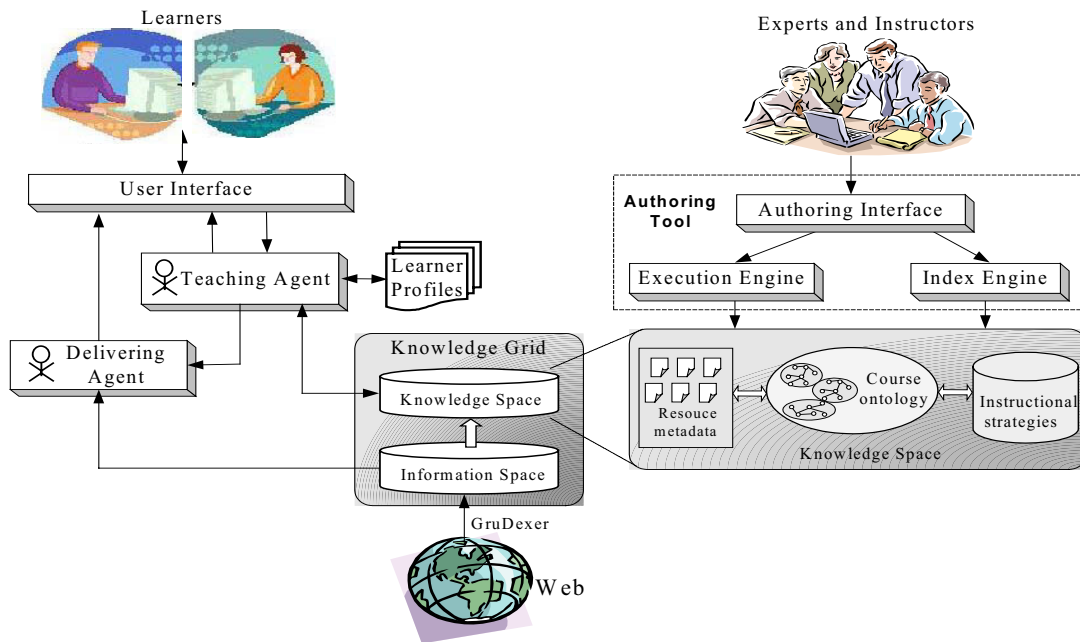 Learners
Experts and Instructors
User Interface
Authoring
Tool
Authoring Interface
Teaching Agent
Learner
Profiles
Execution Engine
Index Engine
Delivering
Agent
Knowledge Grid
Knowledge Space
Information Space
Resouce
metadata
Course
ontology
Instructional
strategies
Knowledge Space
GruDexer
Web